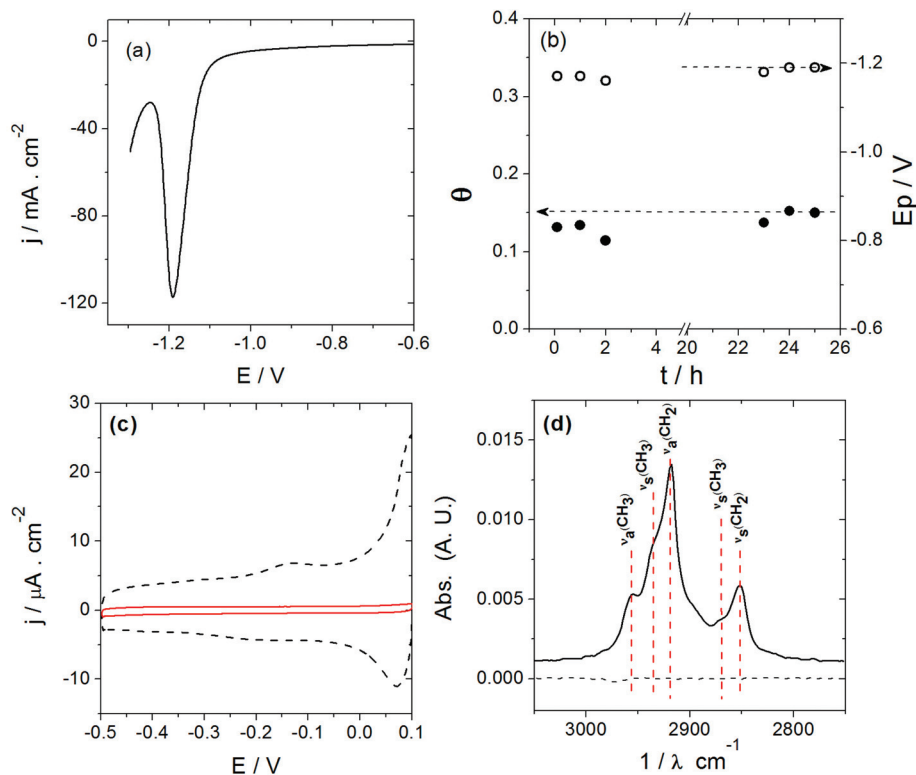 (a)
0
-40
-80
-120
j / mA . cm-2
-1.2 -1.0 -0.8 -0.6
E / V
(b)
0.4
0.3
0.2
0.1
0.0
θ
-1.2
-1.0
-0.8
-0.6
Ep / V
0 2 4 20 22 24 26
t / h
(c)
30
20
10
0
-10
j / μA . cm-2
-0.5 -0.4 -0.3 -0.2 -0.1 0.0 0.1
E / V
(d)
0.015
0.010
0.005
0.000
Abs. (A. U.)
νa(CH3)
νs(CH3)
νa(CH2)
νs(CH3)
νs(CH2)
3000 2900 2800
1 / λ cm-1